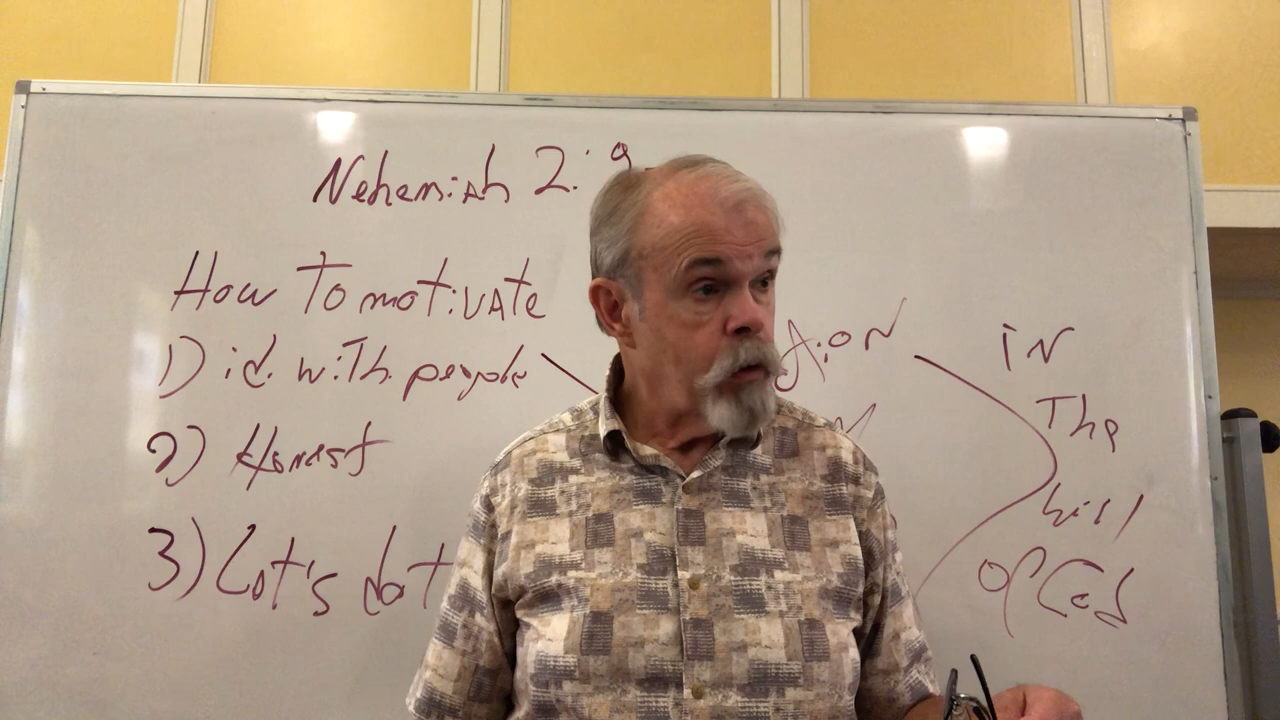 Nehemiah 2:9
How To motivate
1) id. with people
2) Honest
3) Let's do t
in
The
will
of God